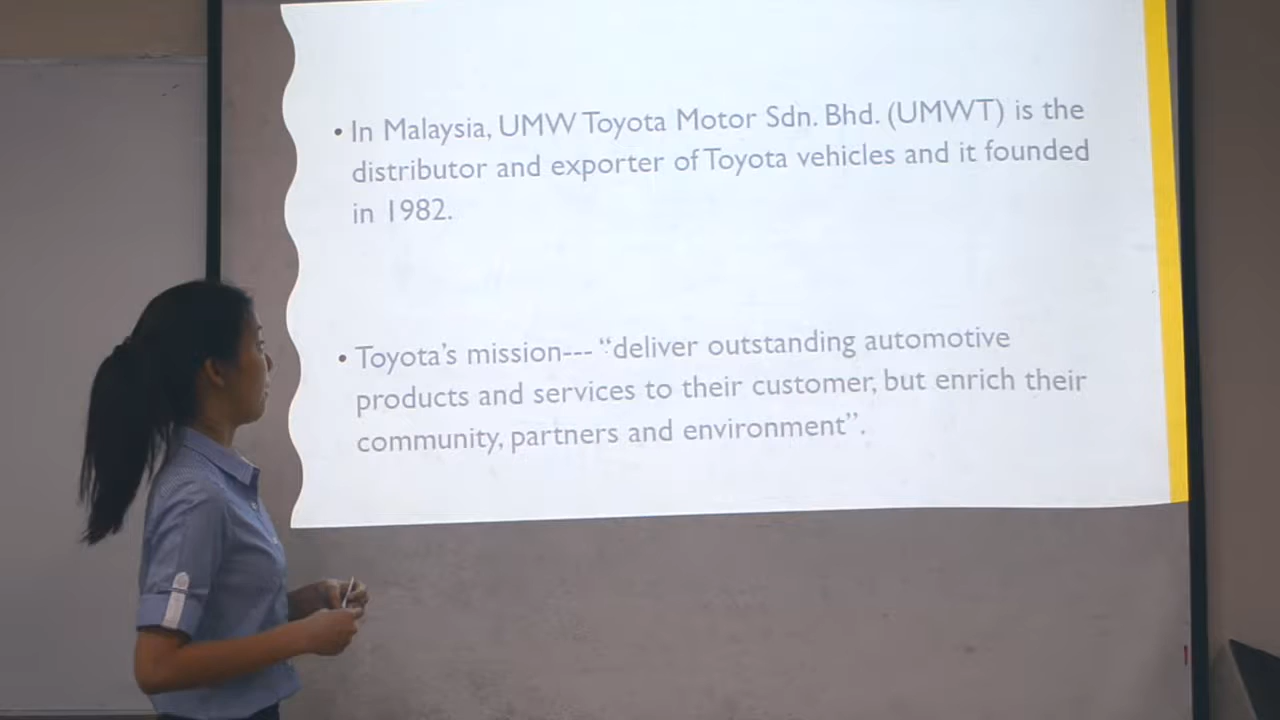 • In Malaysia, UMW Toyota Motor Sdn. Bhd. (UMWT) is the
distributor and exporter of Toyota vehicles and it founded
in 1982.
• Toyota's mission--- “deliver outstanding automotive
products and services to their customer, but enrich their
community, partners and environment”.